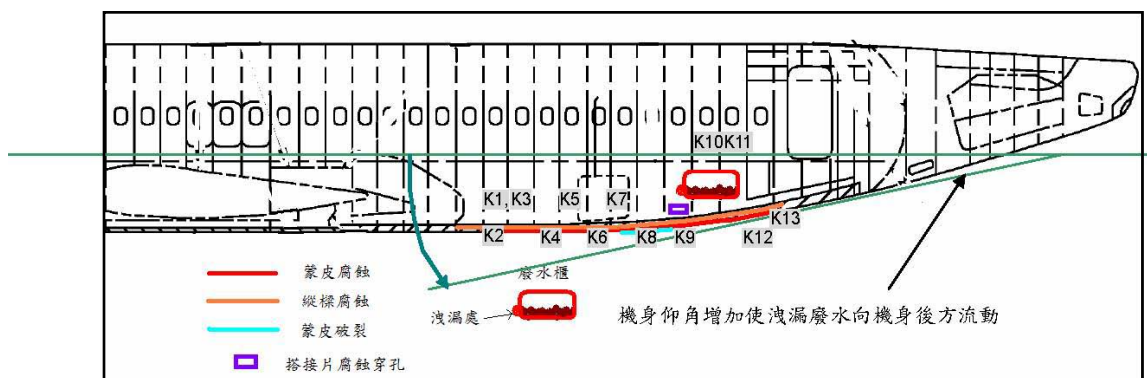 K10 K11
K1 K3 K5 K7
K13
K2 K4 K6 K8 K9 K12
蒙皮腐蝕
縱樑腐蝕
蒙皮破裂
搭接片腐蝕穿孔
廢水櫃
洩漏處
機身仰角增加使洩漏廢水向機身後方流動